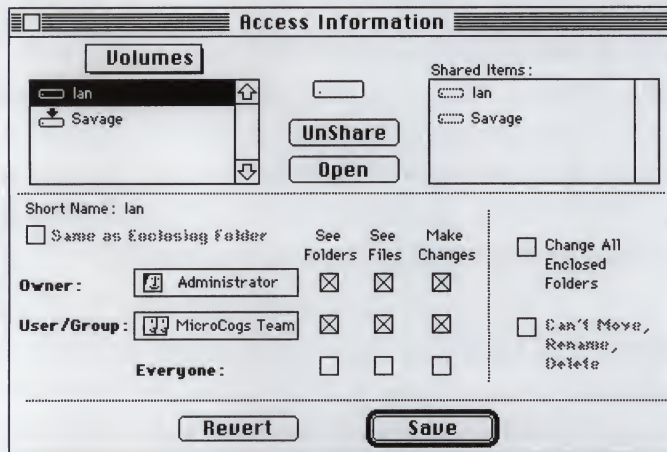 Access Information
Volumes
Ian
Savage
UnShare
Open
Shared Items:
Ian
Savage
Short Name: Ian
Same as Enclosing Folder
See Folders
See Files
Make Changes
Owner:
Administrator
User/Group:
MicroCogs Team
Everyone:
Change All
Enclosed
Folders
Can't Move,
Rename,
Delete
Revert
Save